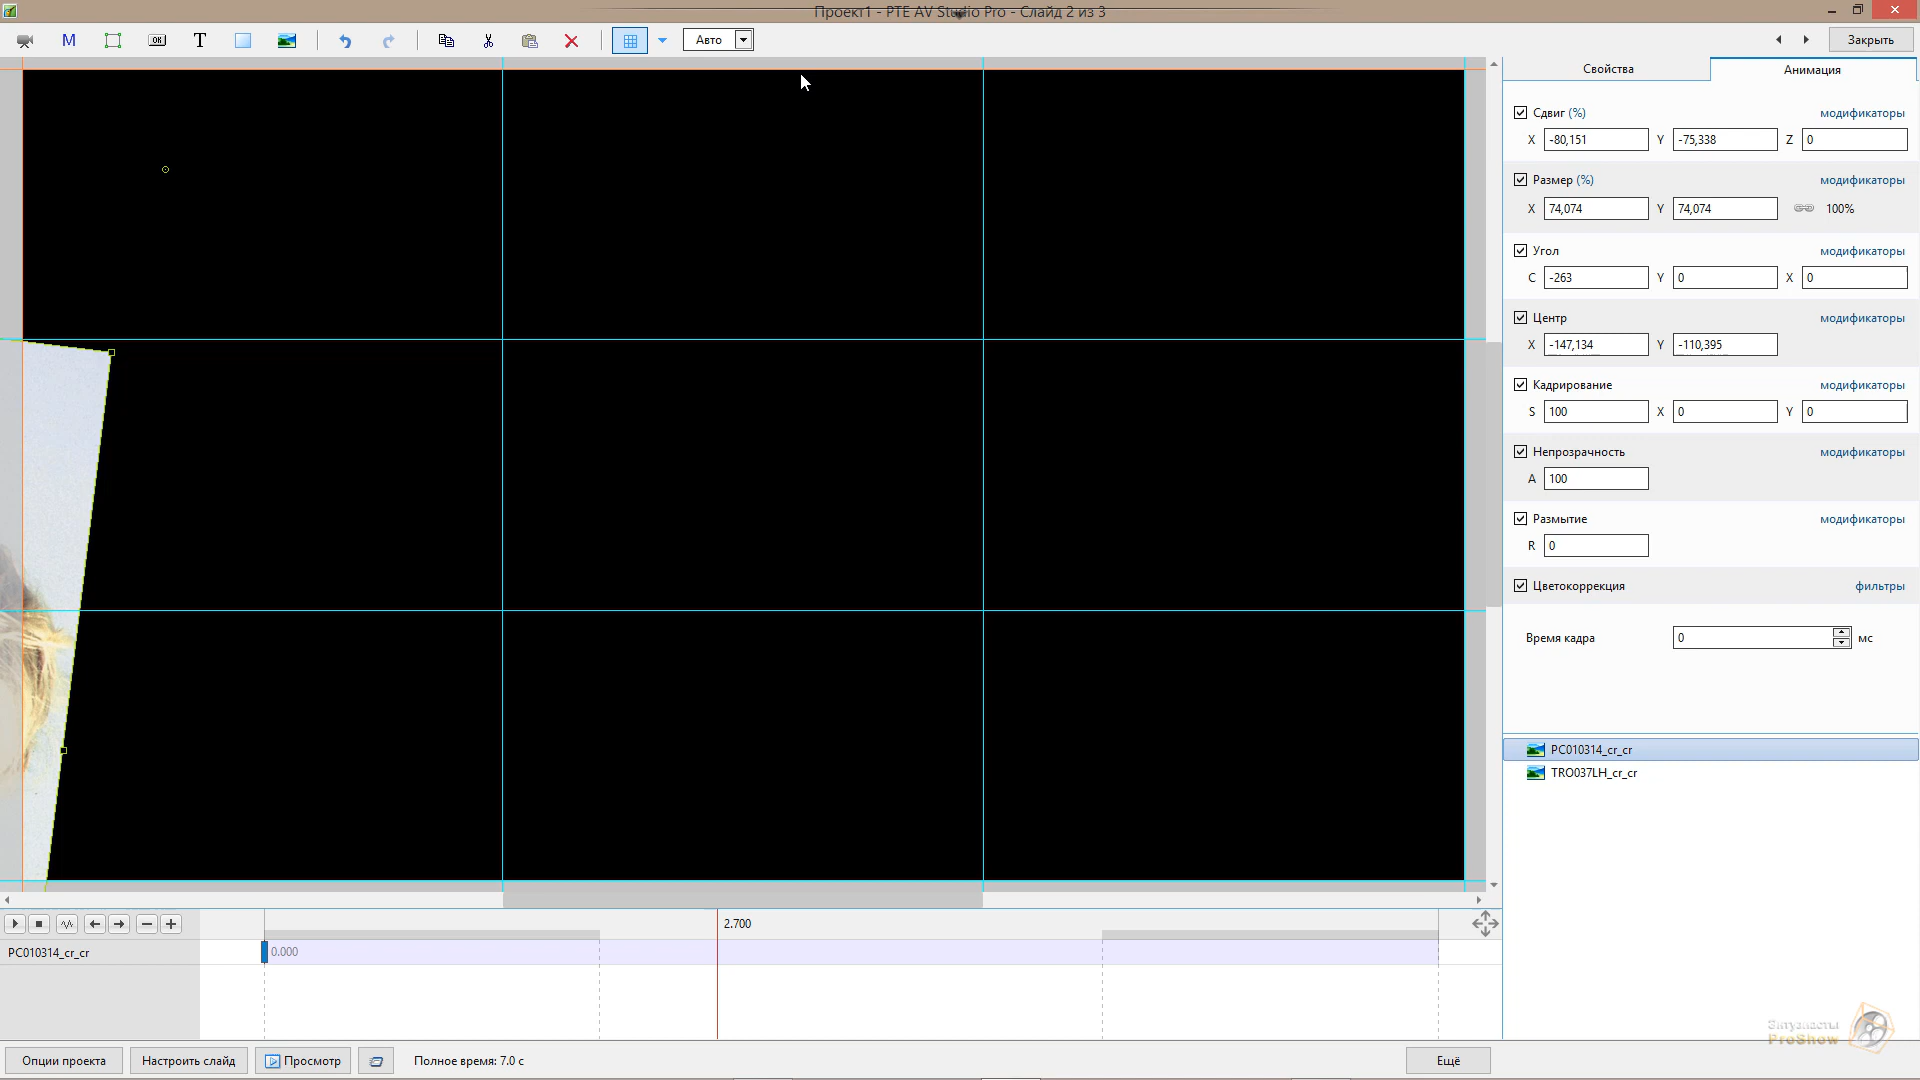 Проект1 - PTE AV Studio Pro - Слайд 2 из 3
M
OK
T
Авто
Закрыть
Свойства
Анимация
Сдвиг (%)
модификаторы
X -80,151 Y -75,338 Z 0
Размер (%)
модификаторы
X 74,074 Y 74,074 100%
Угол
модификаторы
C -263 Y 0 X 0
Центр
модификаторы
X -147,134 Y -110,395
Кадрирование
модификаторы
S 100 X 0 Y 0
Непрозрачность
модификаторы
A 100
Размытие
модификаторы
R 0
Цветокоррекция
фильтры
Время кадра 0 мс
PC010314_cr_cr
TRO037LH_cr_cr
2.700
PC010314_cr_cr
0.000
Энтузиасты
ProShow
Опции проекта
Настроить слайд
Просмотр
Полное время: 7.0 с
Ещё